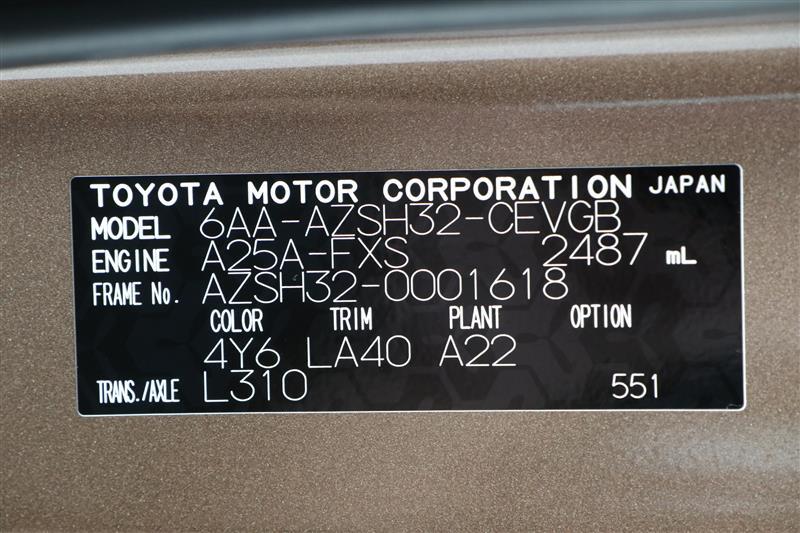 TOYOTA MOTOR CORPORATION JAPAN
MODEL 6AA-AZSH32-CEVGB
ENGINE A25A-FXS 2487 mL
FRAME No. AZSH32-0001618
COLOR TRIM PLANT OPTION
4Y6 LA40 A22
TRANS./AXLE L310 551